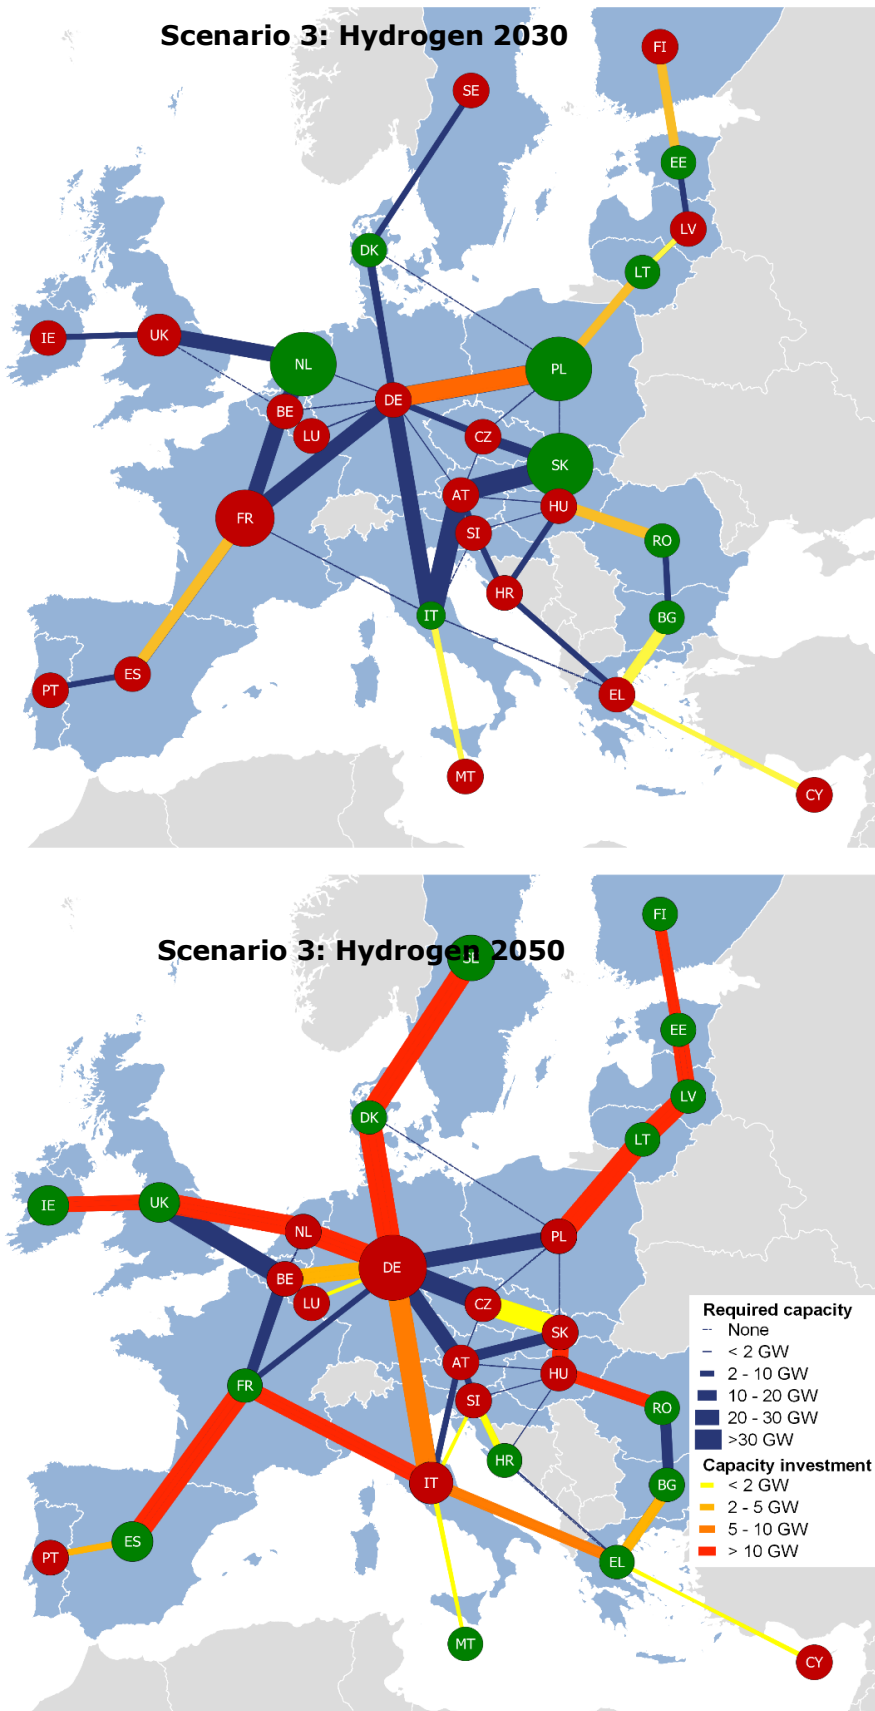 Scenario 3: Hydrogen 2030
FI
SE
EE
LV
DK
LT
IE
UK
NL
PL
DE
BE
LU
CZ
SK
AT
HU
FR
SI
RO
HR
IT
BG
ES
PT
EL
MT
CY
FI
Scenario 3: Hydrogen 2050
EE
LV
DK
LT
IE
UK
NL
PL
DE
BE
LU
CZ
SK
AT
HU
FR
SI
RO
HR
IT
BG
ES
PT
EL
MT
CY
Required capacity
-- None
< 2 GW
2 - 10 GW
10 - 20 GW
20 - 30 GW
>30 GW
Capacity investment
< 2 GW
2 - 5 GW
5 - 10 GW
> 10 GW